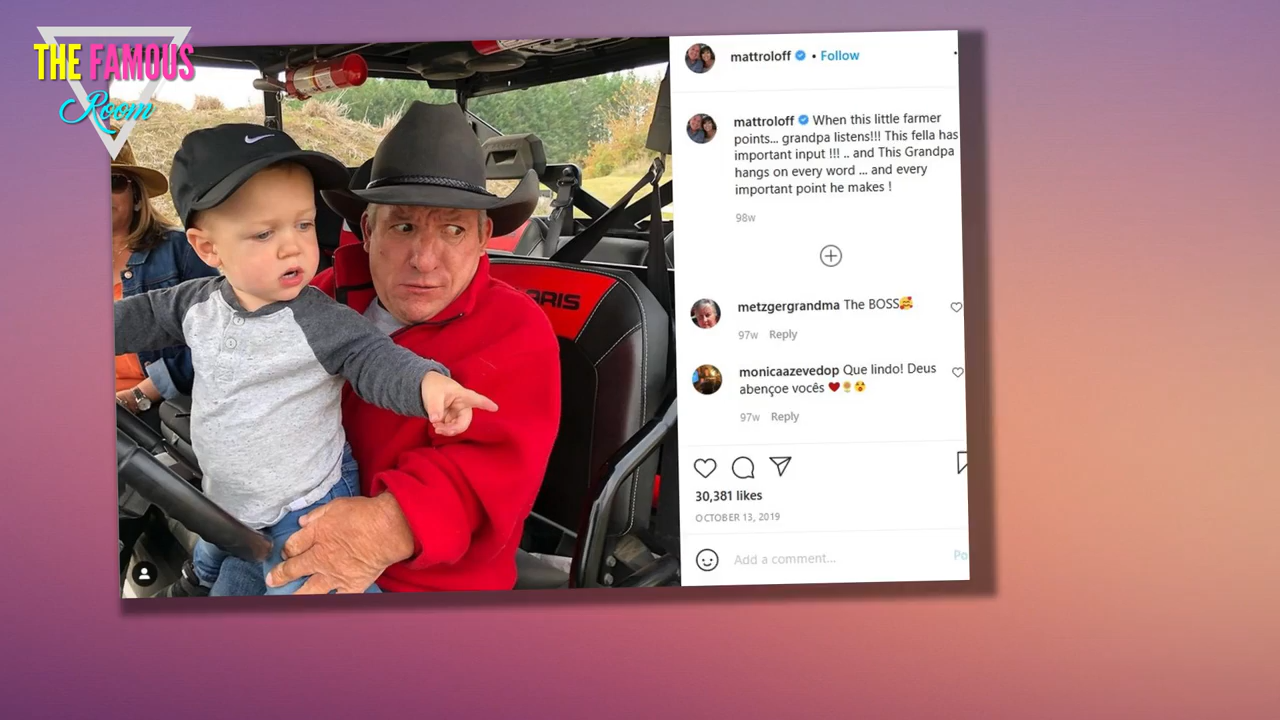 THE FAMOUS
Room
RIS
mattroloff • Follow
mattroloff When this little farmer
points... grandpa listens!!! This fella has
important input !!! .. and This Grandpa
hangs on every word ... and every
important point he makes !
98w
metzgergrandma The BOSS🥰
97w Reply
monicaazevedop Que lindo! Deus
abençoe vocês ❤️🌻😲
97w Reply
30,381 likes
OCTOBER 13, 2019
Add a comment...
Po